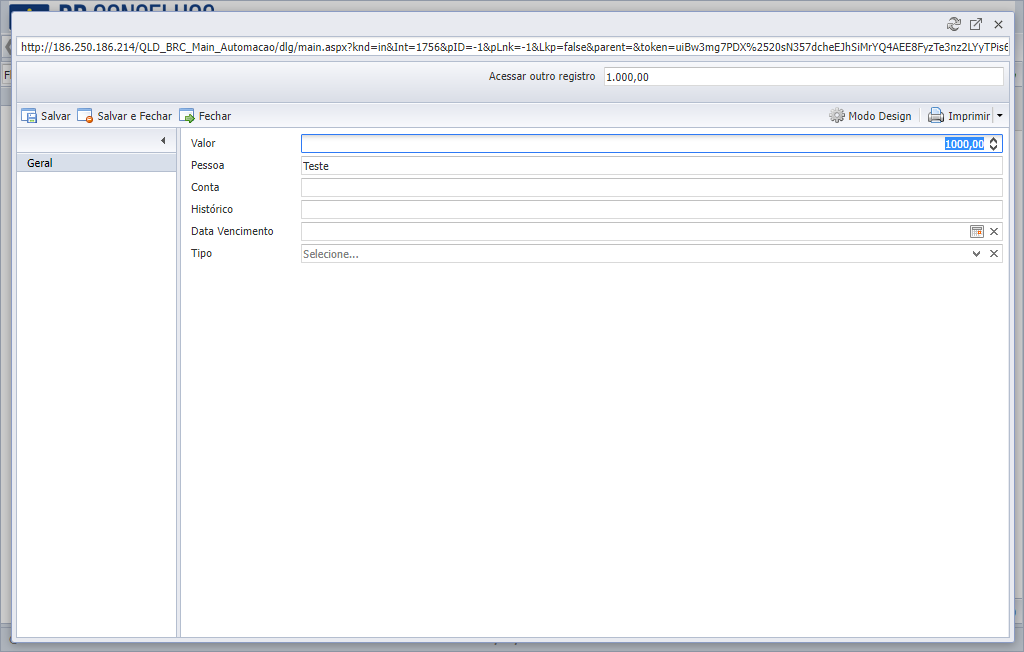 http://186.250.186.214/QLD_BRC_Main_Automacao/dlg/main.aspx?knd=in&Int=1756&pID=-1&pLnk=-1&Lkp=false&parent=&token=uiBw3mg7PDX%2520sN357dcheEJhSiMrYQ4AEE8FyzTe3nz2LYyTPis6
Acessar outro registro 1.000,00
Salvar Salvar e Fechar Fechar Modo Design Imprimir
Geral
Valor 1000,00
Pessoa Teste
Conta
Histórico
Data Vencimento
Tipo Selecione...